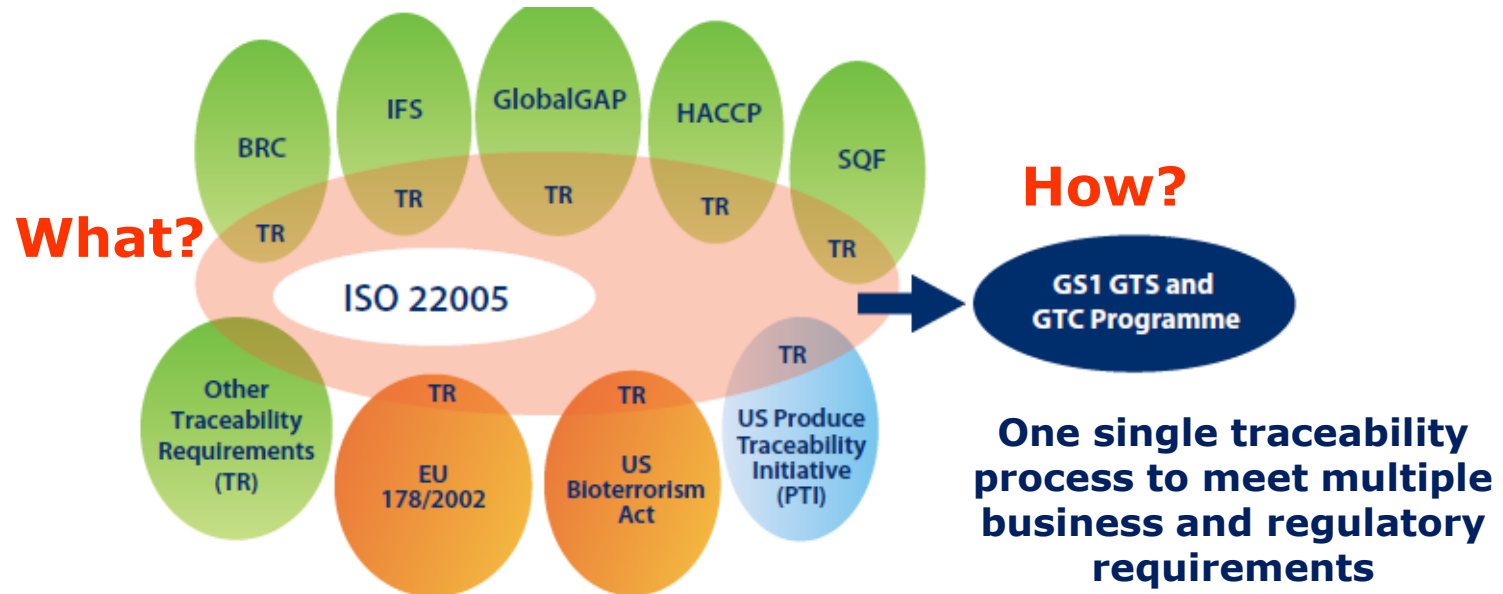 What?
BRC
TR
IFS
TR
GlobalGAP
TR
HACCP
TR
SQF
TR
ISO 22005
Other
Traceability
Requirements
(TR)
TR
EU
178/2002
TR
US
Bioterrorism
Act
TR
US Produce
Traceability
Initiative
(PTI)
How?
GS1 GTS and
GTC Programme
One single traceability
process to meet multiple
business and regulatory
requirements